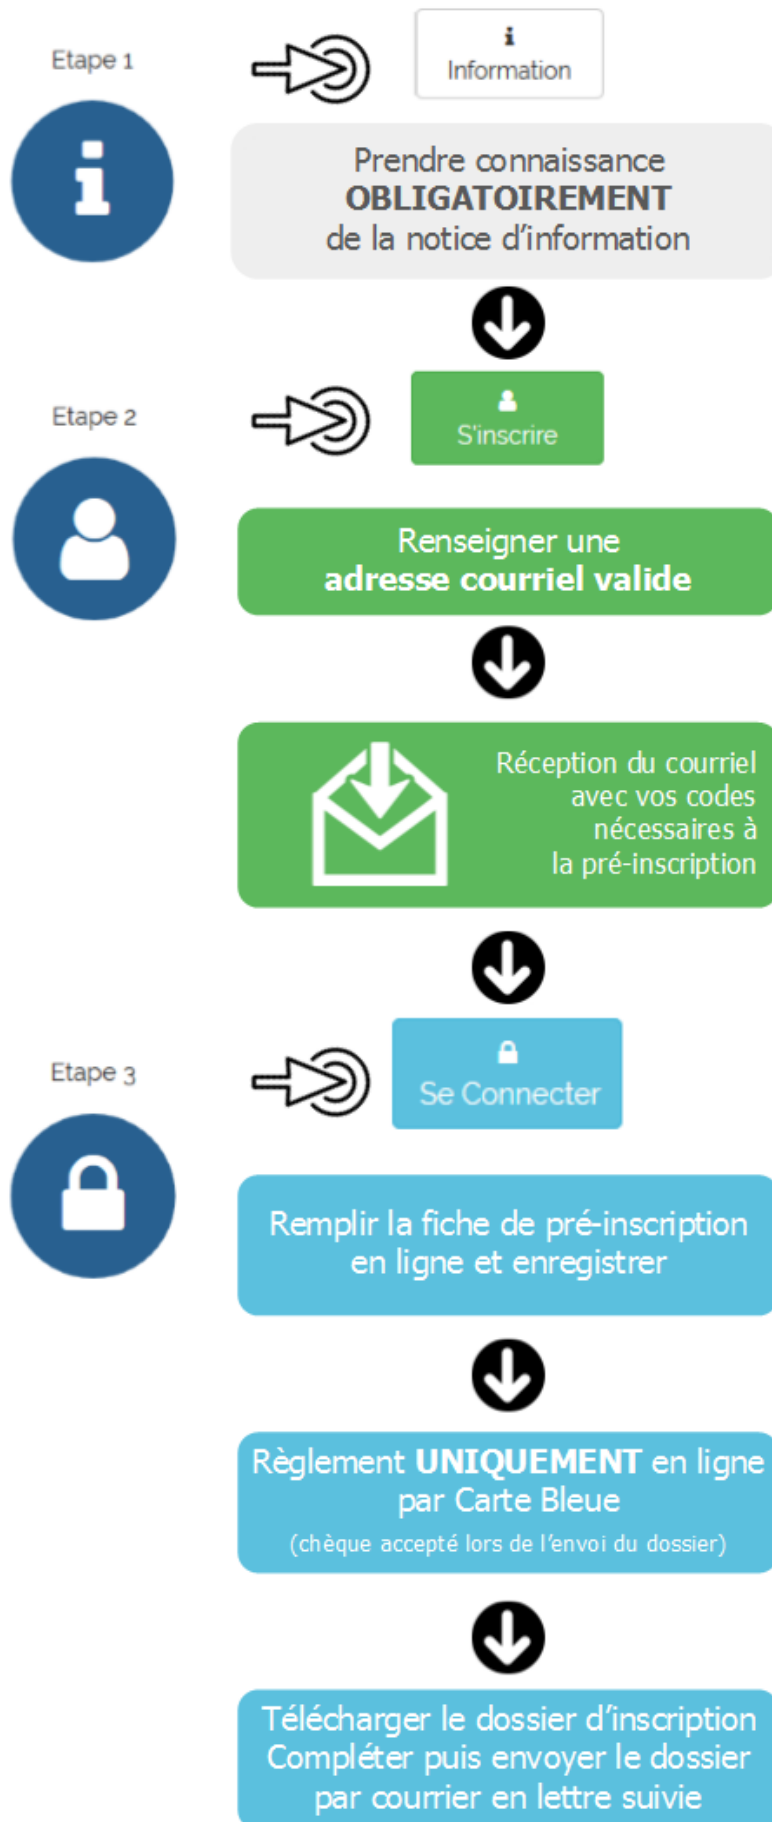 Etape 1
Information
Prendre connaissance
OBLIGATOIREMENT
de la notice d'information
Etape 2
S'inscrire
Renseigner une
adresse courriel valide
Réception du courriel
avec vos codes
nécessaires à
la pré-inscription
Etape 3
Se Connecter
Remplir la fiche de pré-inscription
en ligne et enregistrer
Règlement UNIQUEMENT en ligne
par Carte Bleue
(chèque accepté lors de l'envoi du dossier)
Télécharger le dossier d'inscription
Compléter puis envoyer le dossier
par courrier en lettre suivie